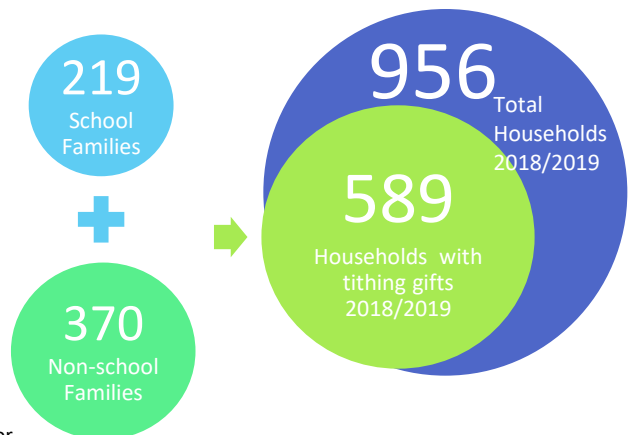 219
School
Families
370
Non-school
Families
956
Total
Households
2018/2019
589
Households with
tithing gifts
2018/2019